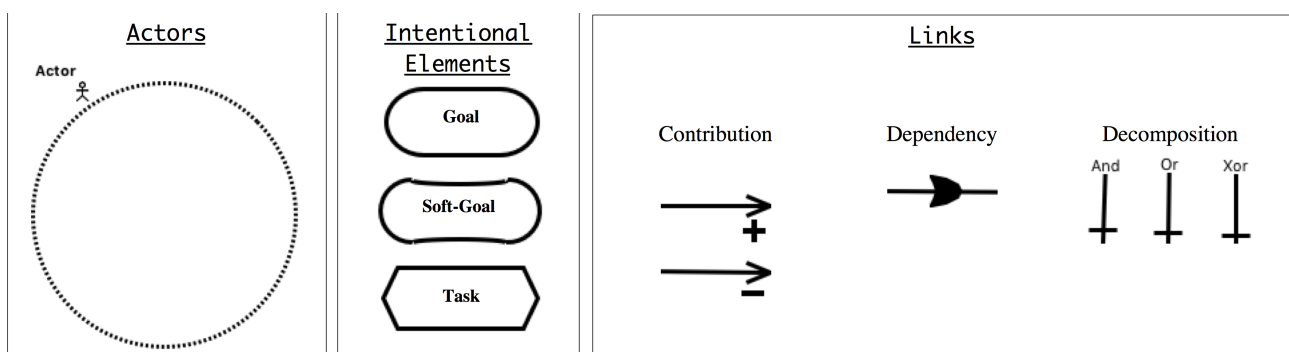 Actors
Actor
Intentional
Elements
Goal
Soft-Goal
Task
Links
Contribution
+
−
Dependency
Decomposition
And Or Xor